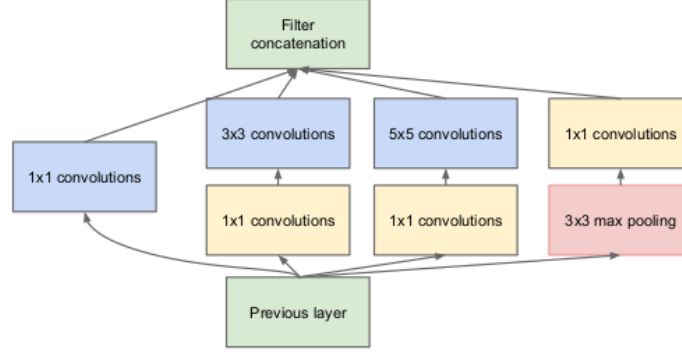 Filter
concatenation
3x3 convolutions
5x5 convolutions
1x1 convolutions
1x1 convolutions
1x1 convolutions
1x1 convolutions
3x3 max pooling
Previous layer